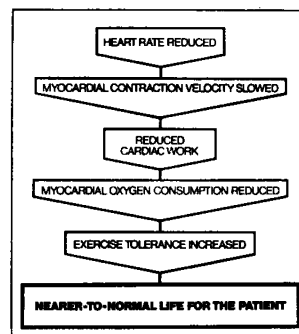 HEART RATE REDUCED
MYOCARDIAL CONTRACTION VELOCITY SLOWED
REDUCED
CARDIAC WORK
MYOCARDIAL OXYGEN CONSUMPTION REDUCED
EXERCISE TOLERANCE INCREASED
NEARER-TO-NORMAL LIFE FOR THE PATIENT